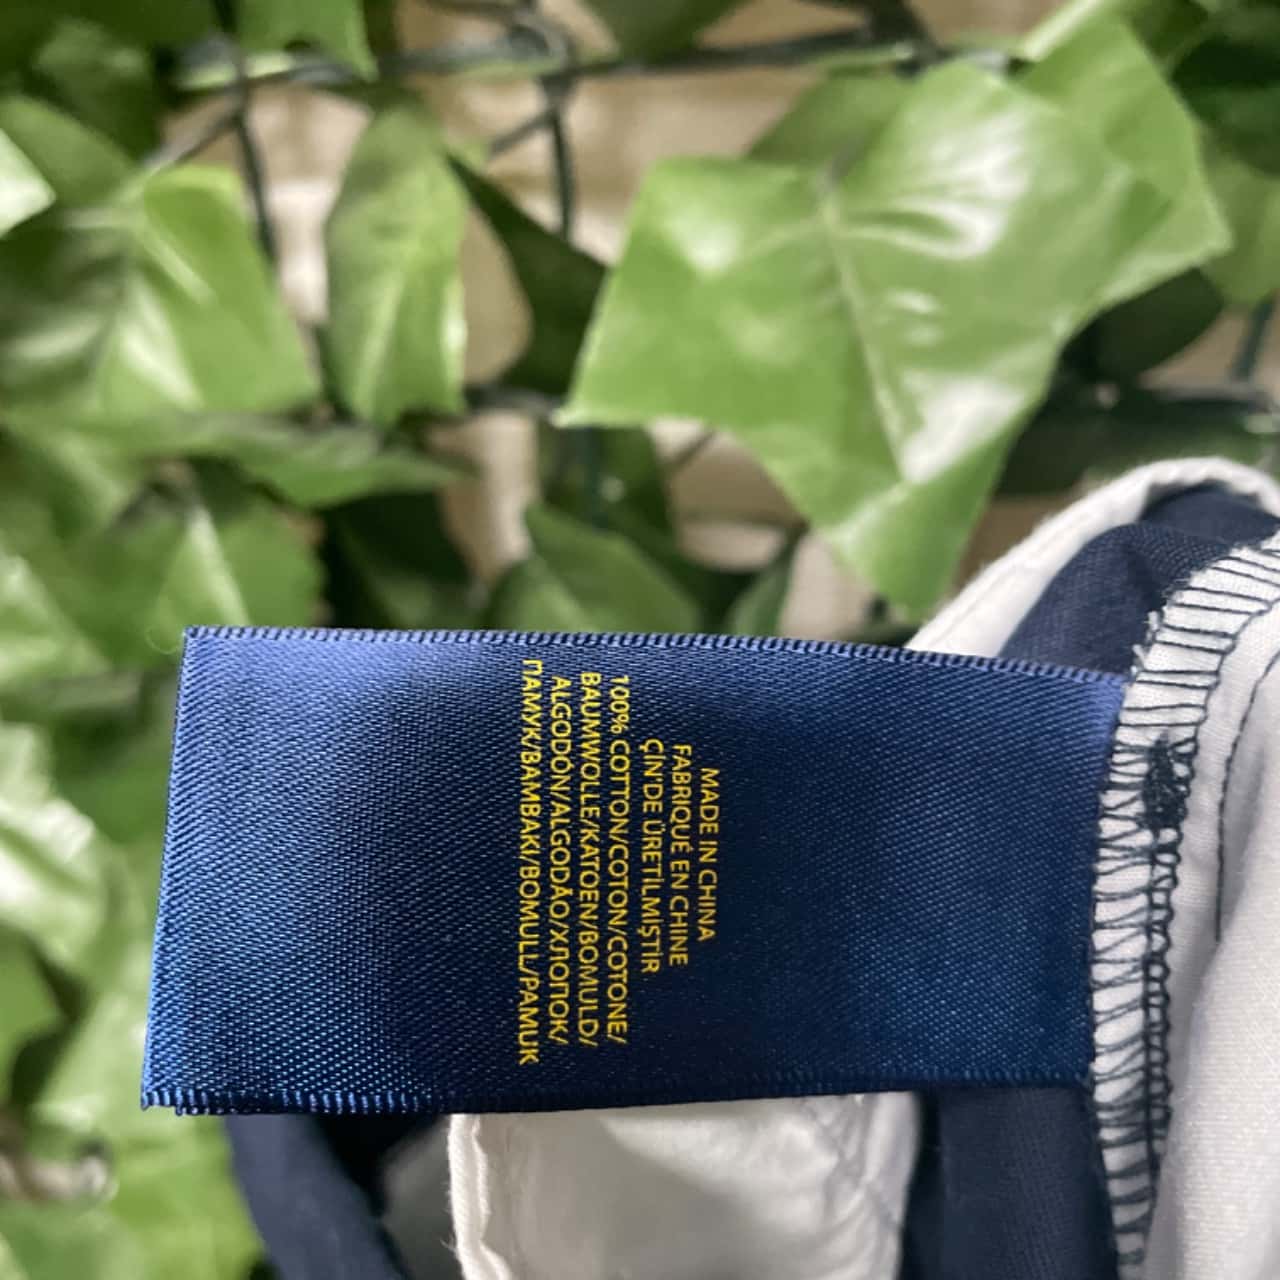 MADE IN CHINA
FABRIQUÉ EN CHINE
ÇİN'DE ÜRETİLMİŞTİR
100% COTTON/COTON/COTONE/
BAUMWOLLE/KATOEN/BOMULD/
ALGODÓN/ALGODÃO/ХЛОПОК/
ПАМУК/ΒΑΜΒΑΚΙ/BOMULL/PAMUK